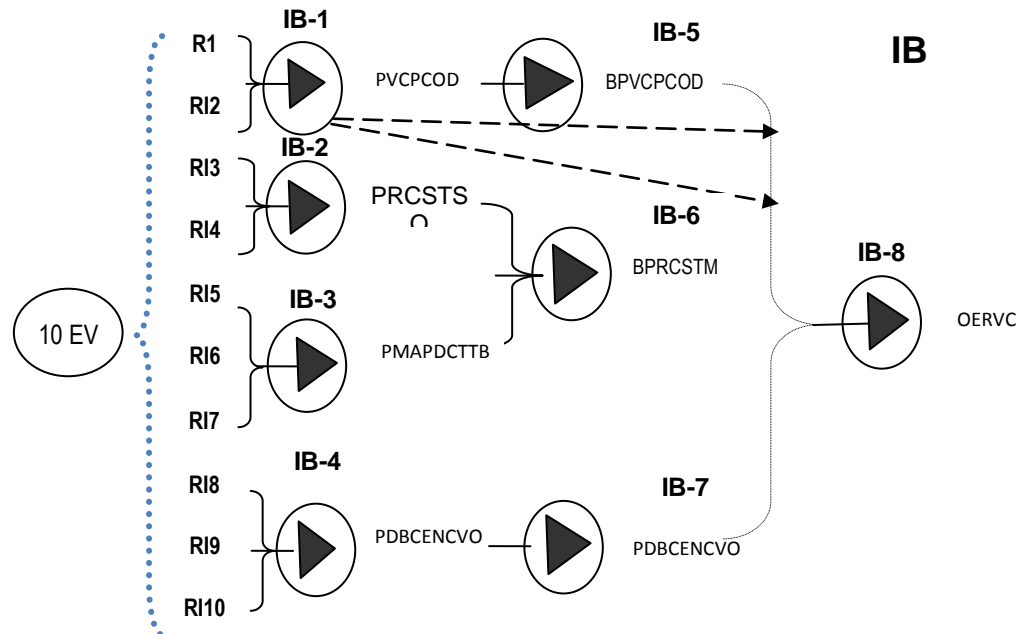 IB-1
IB-5
IB
R1
PVCPCOD
BPVCPCOD
RI2
IB-2
RI3
PRCSTS
O
RI4
IB-6
BPRCSTM
IB-8
RI5
IB-3
10 EV
RI6
PMAPDCTTB
OERVC
RI7
IB-4
RI8
IB-7
PDBCENCVO
RI9
PDBCENCVO
RI10